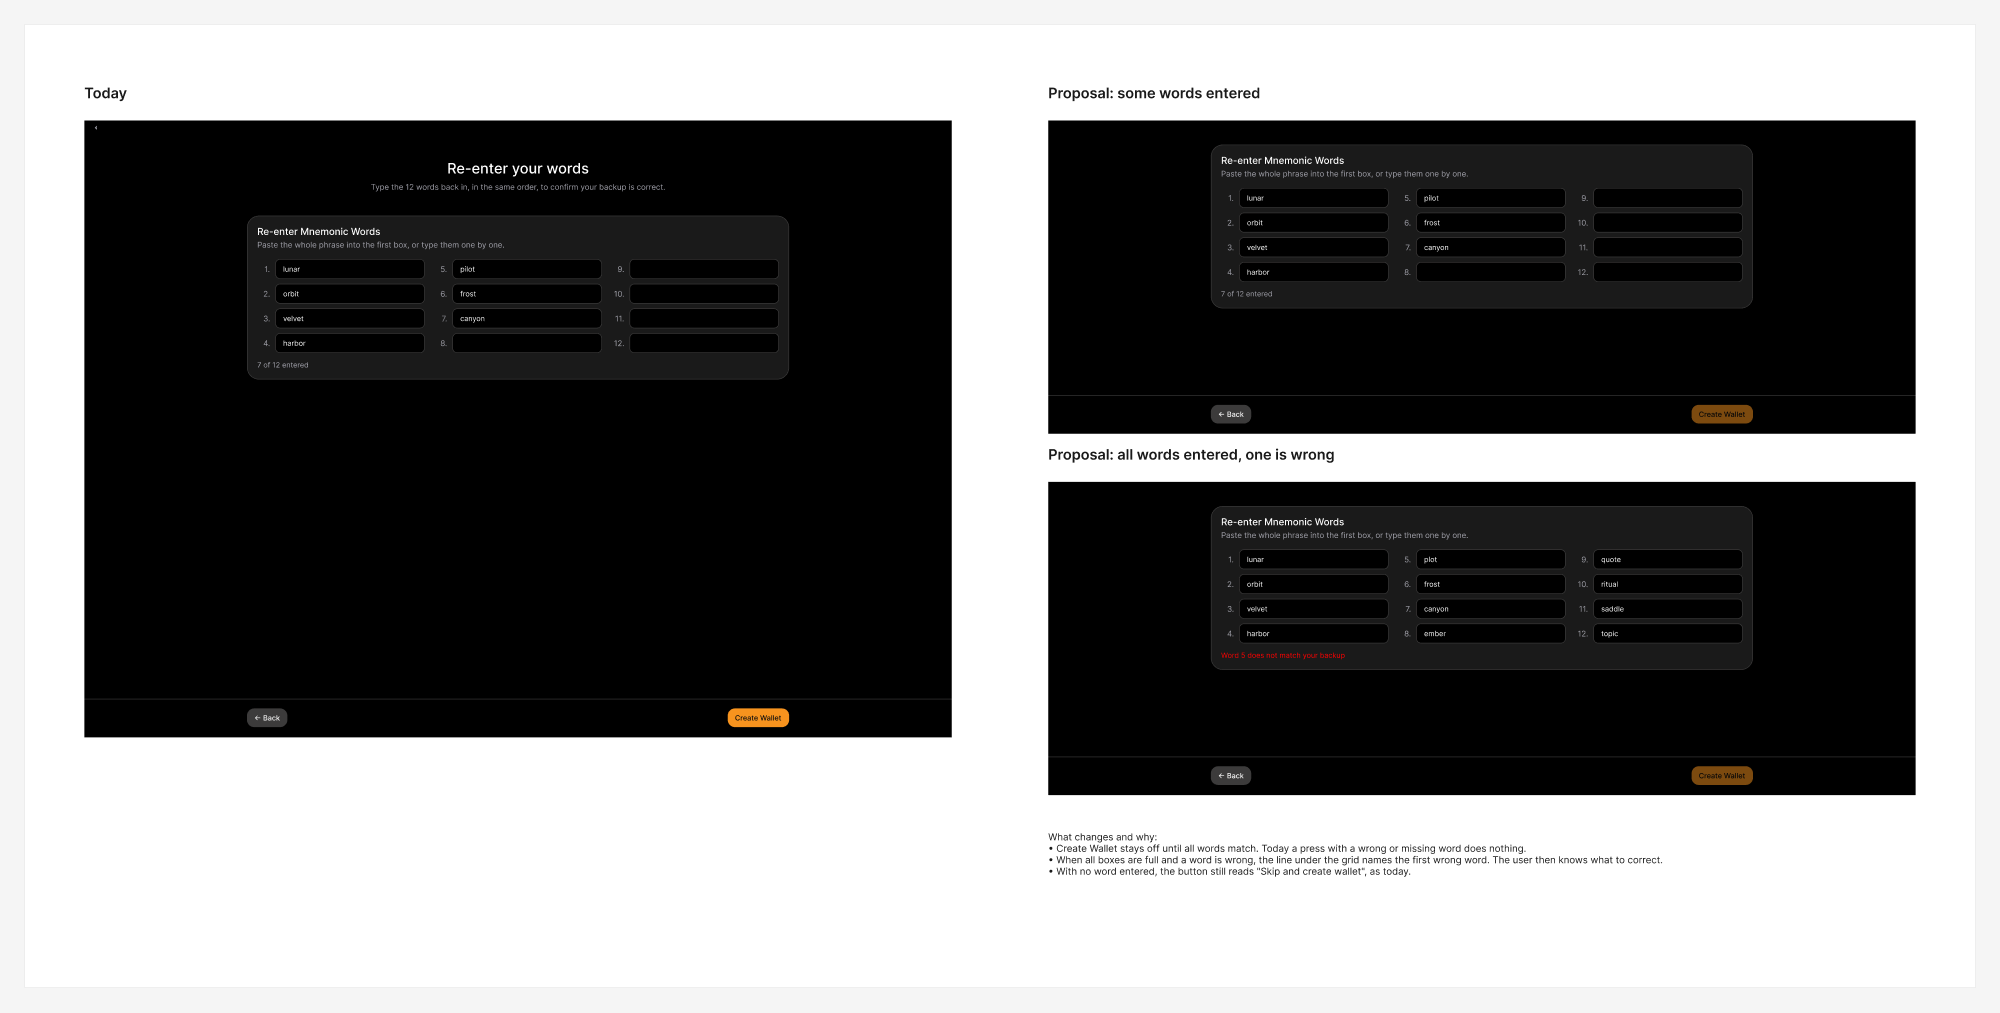 Today
Re-enter your words
Type the 12 words back in, in the same order, to confirm your backup is correct.
Re-enter Mnemonic Words
Paste the whole phrase into the first box, or type them one by one.
1. lunar 5. pilot 9.
2. orbit 6. frost 10.
3. velvet 7. canyon 11.
4. harbor 8. 12.
7 of 12 entered
← Back Create Wallet
Proposal: some words entered
Re-enter Mnemonic Words
Paste the whole phrase into the first box, or type them one by one.
1. lunar 5. pilot 9.
2. orbit 6. frost 10.
3. velvet 7. canyon 11.
4. harbor 8. 12.
7 of 12 entered
← Back Create Wallet
Proposal: all words entered, one is wrong
Re-enter Mnemonic Words
Paste the whole phrase into the first box, or type them one by one.
1. lunar 5. plot 9. quote
2. orbit 6. frost 10. ritual
3. velvet 7. canyon 11. saddle
4. harbor 8. ember 12. topic
Word 5 does not match your backup
← Back Create Wallet
What changes and why:
• Create Wallet stays off until all words match. Today a press with a wrong or missing word does nothing.
• When all boxes are full and a word is wrong, the line under the grid names the first wrong word. The user then knows what to correct.
• With no word entered, the button still reads "Skip and create wallet", as today.